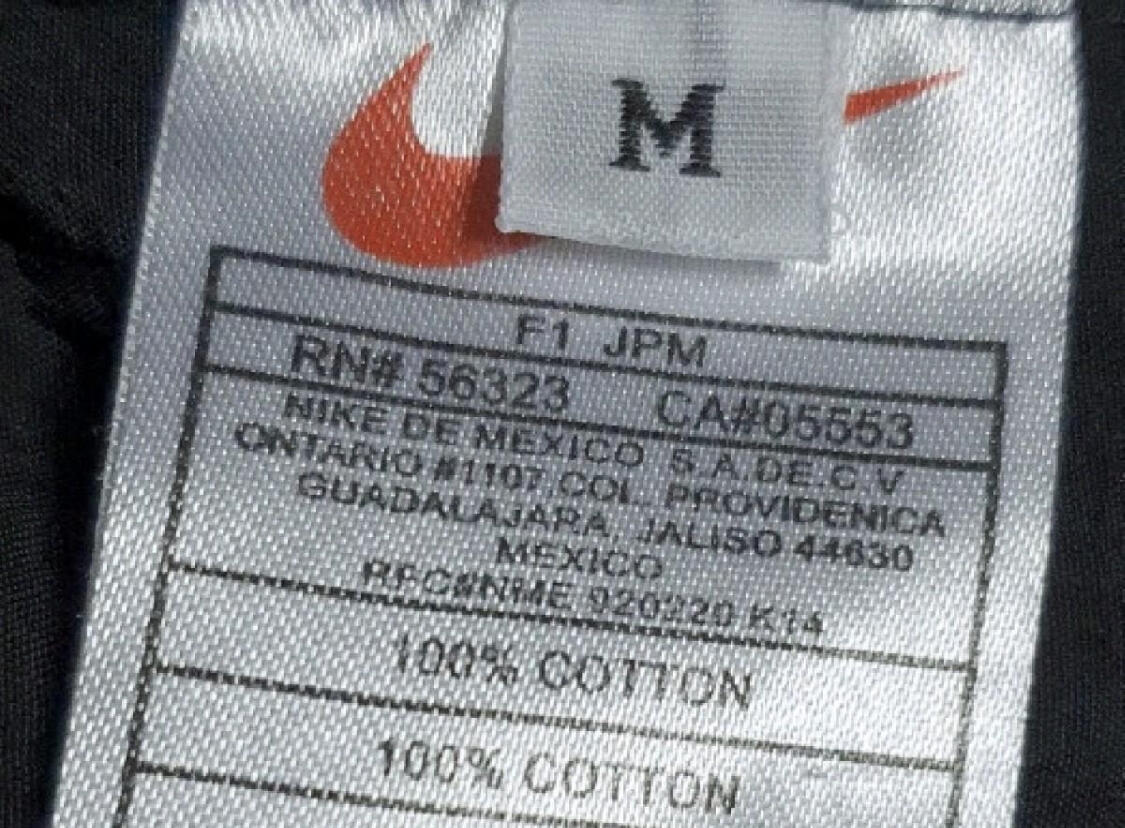 M
F1 JPM
RN# 56323 CA#05553
NIKE DE MEXICO S.A.DE.C.V
ONTARIO #1107.COL. PROVIDENICA
GUADALAJARA, JALISO 44630
MEXICO
RFC#NME 920220 K14
100% COTTON
100% COTTON